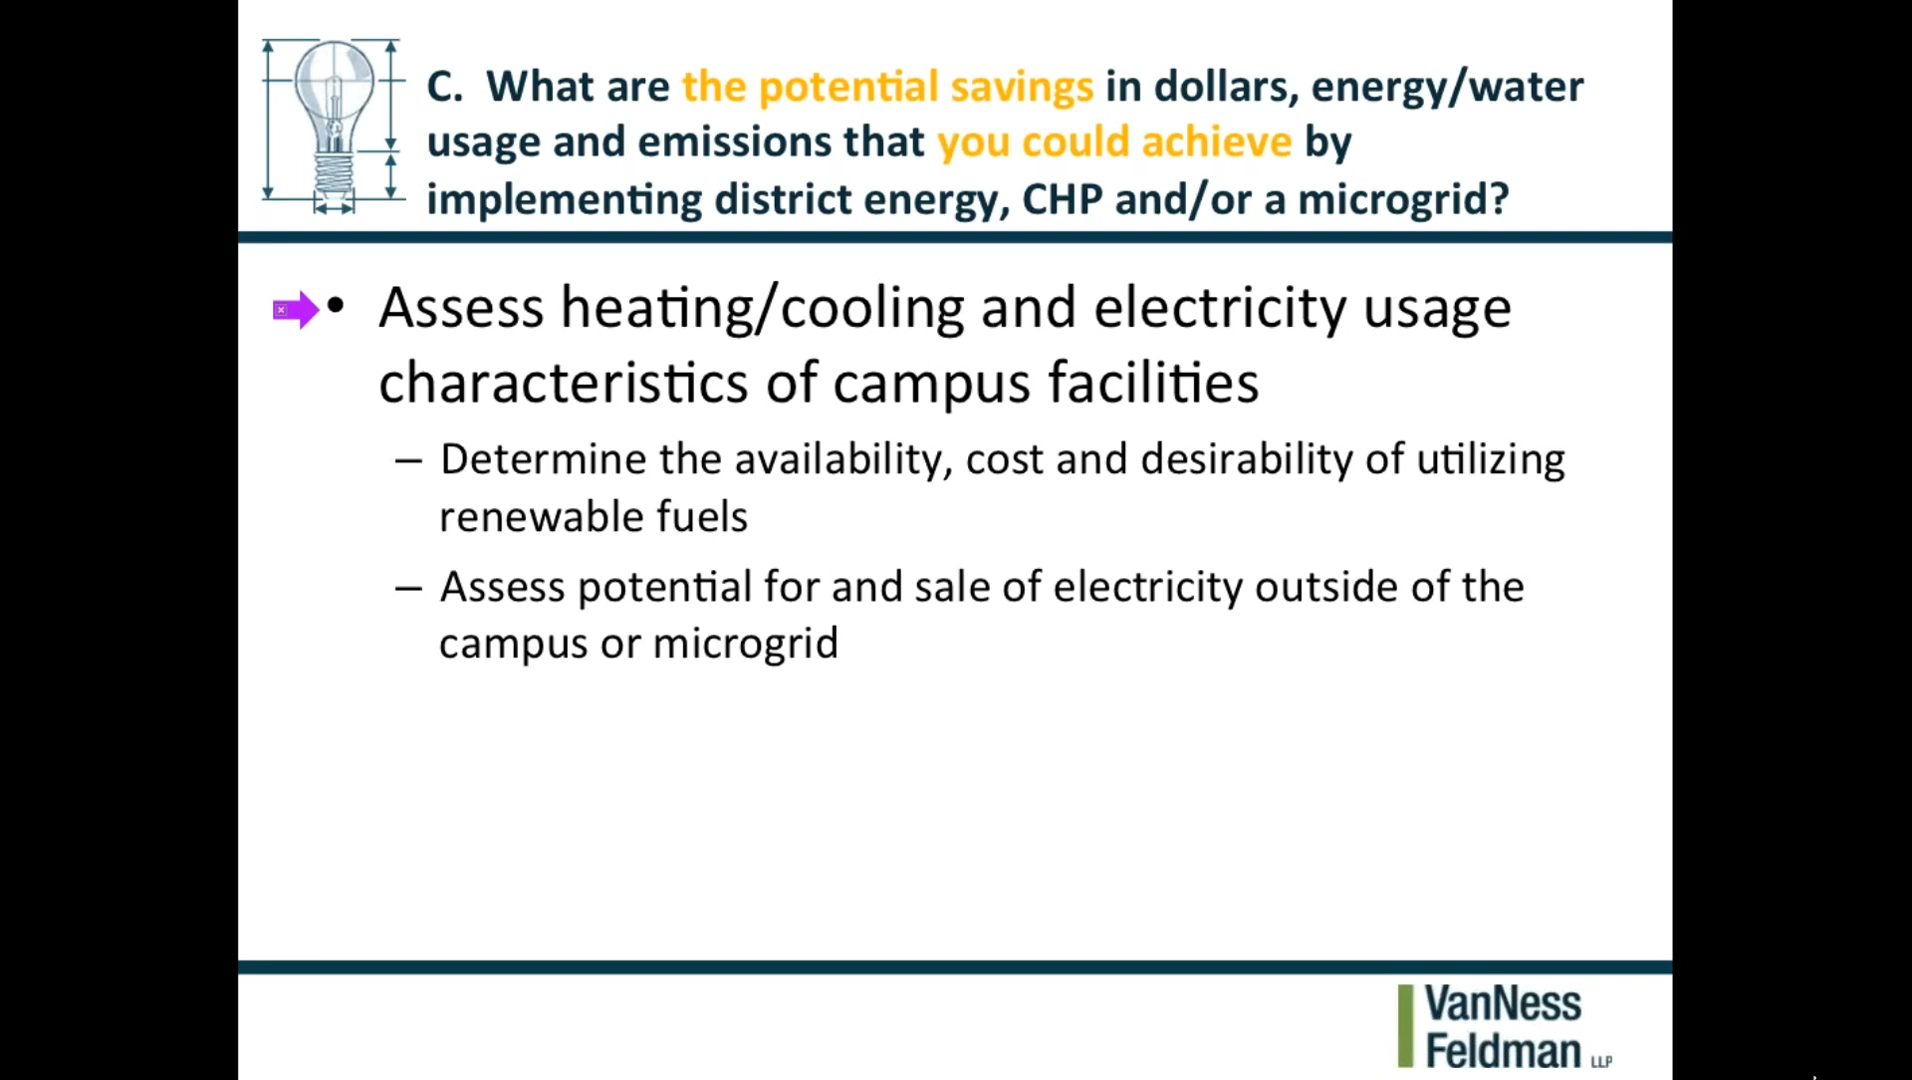 C. What are the potential savings in dollars, energy/water
usage and emissions that you could achieve by
implementing district energy, CHP and/or a microgrid?
• Assess heating/cooling and electricity usage
characteristics of campus facilities
– Determine the availability, cost and desirability of utilizing
renewable fuels
– Assess potential for and sale of electricity outside of the
campus or microgrid
VanNess
Feldman LLP